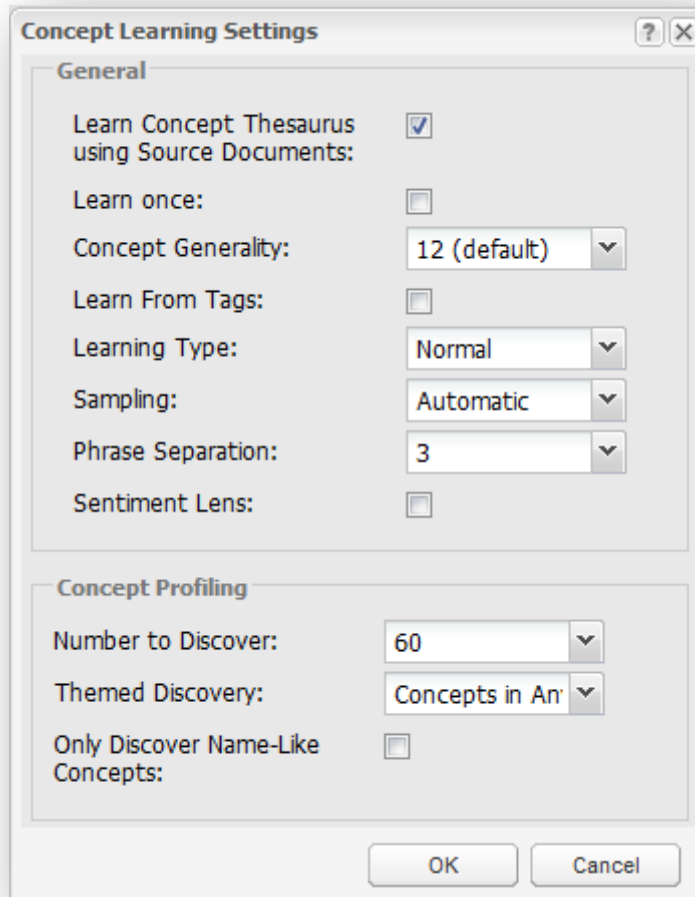 Concept Learning Settings
General
Learn Concept Thesaurus
using Source Documents:
Learn once:
Concept Generality: 12 (default)
Learn From Tags:
Learning Type: Normal
Sampling: Automatic
Phrase Separation: 3
Sentiment Lens:
Concept Profiling
Number to Discover: 60
Themed Discovery: Concepts in An
Only Discover Name-Like
Concepts:
OK Cancel